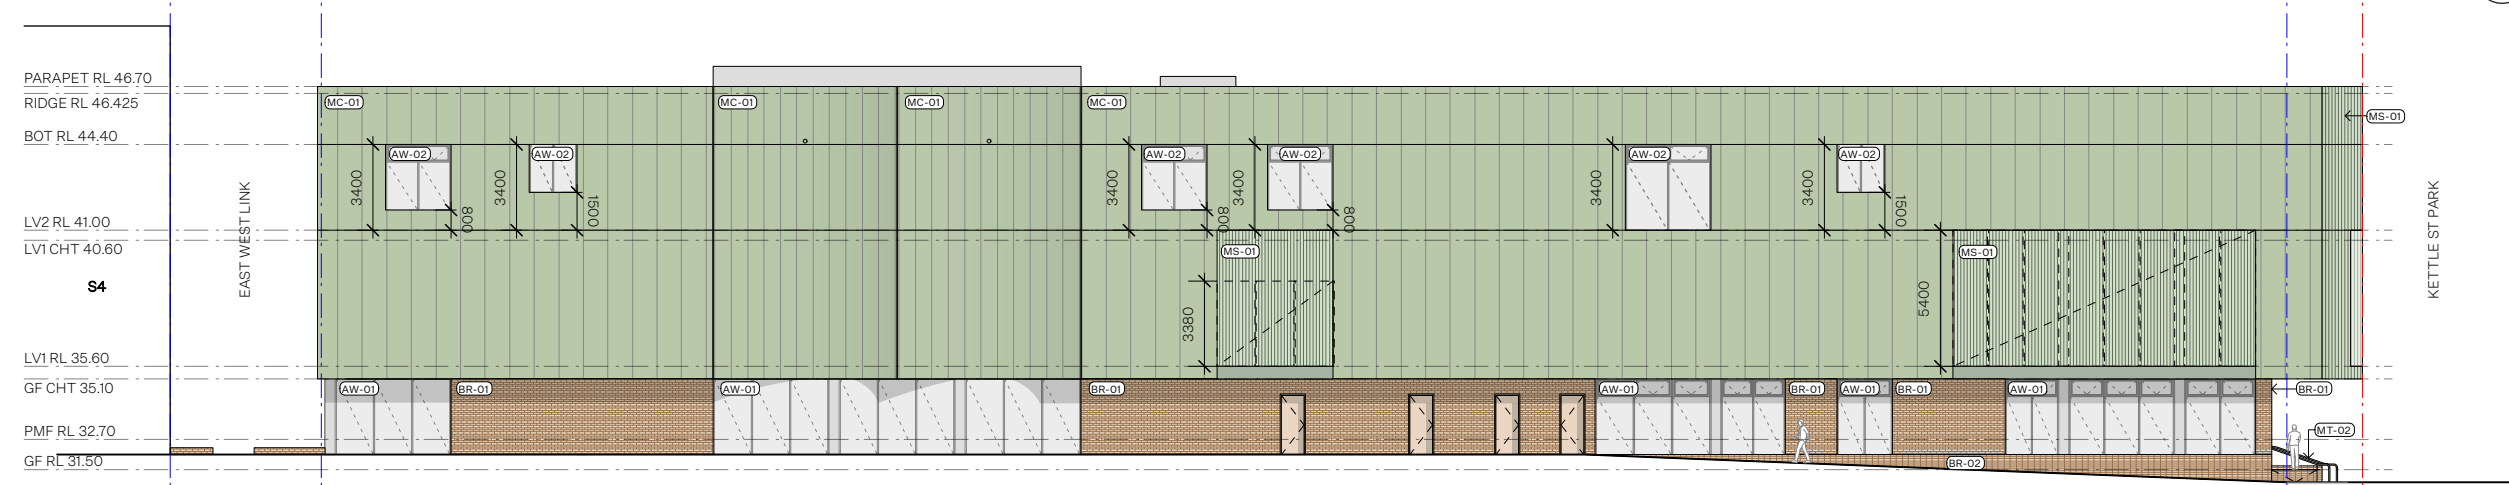 PARAPET RL 46.70
RIDGE RL 46.425
MC-01 MC-01 MC-01 MC-01
MS-01
BOT RL 44.40
AW-02 AW-02 AW-02 AW-02 AW-02 AW-02
3400 3400 3400 3400 3400 3400
800 1500 800 800 1500
EAST WEST LINK
KETTLE ST PARK
LV2 RL 41.00
LV1 CHT 40.60
MS-01 MS-01
S4
3380 5400
LV1 RL 35.60
GF CHT 35.10
AW-01 BR-01 AW-01 BR-01 AW-01 BR-01 AW-01 BR-01 AW-01 BR-01
PMF RL 32.70
MT-02
GF RL 31.50
BR-02